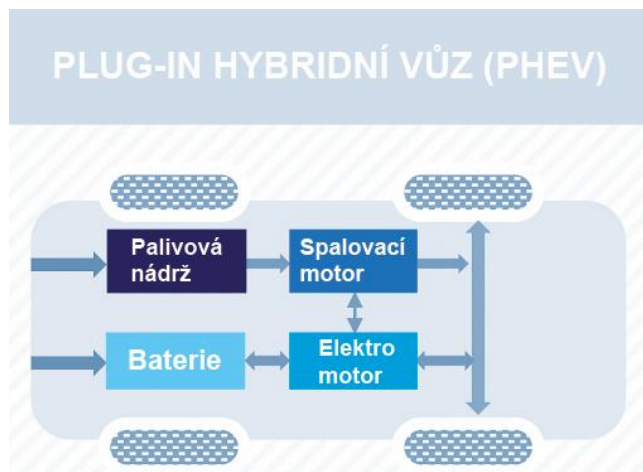 PLUG-IN HYBRIDNÍ VŮZ (PHEV)
Palivová
nádrž
Spalovací
motor
Baterie
Elektro
motor